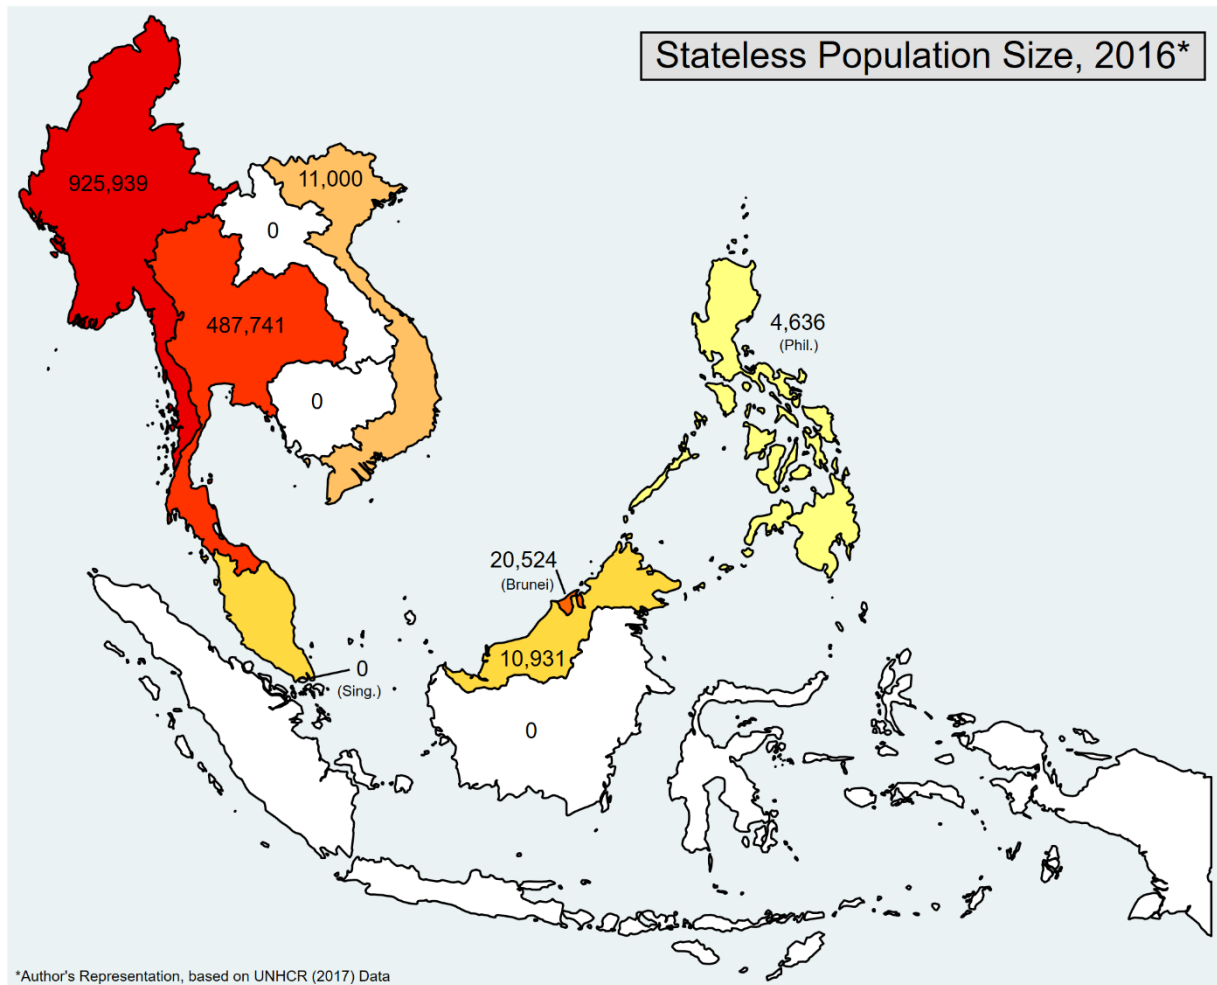 Stateless Population Size, 2016*
925,939
11,000
0
487,741
4,636
(Phil.)
0
20,524
(Brunei)
10,931
0
(Sing.)
0
*Author's Representation, based on UNHCR (2017) Data